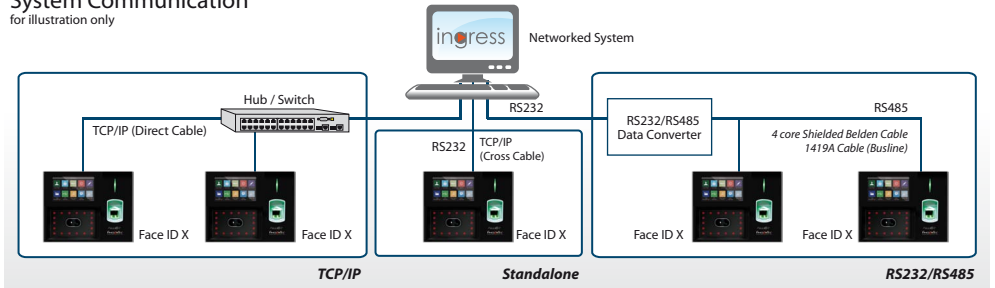 System Communication
for illustration only
ingress
Networked System
Hub / Switch
TCP/IP (Direct Cable)
Face ID X
Face ID X
TCP/IP
RS232
TCP/IP
(Cross Cable)
Face ID X
Standalone
RS232
RS232/RS485
Data Converter
RS485
4 core Shielded Belden Cable
1419A Cable (Busline)
Face ID X
Face ID X
RS232/RS485